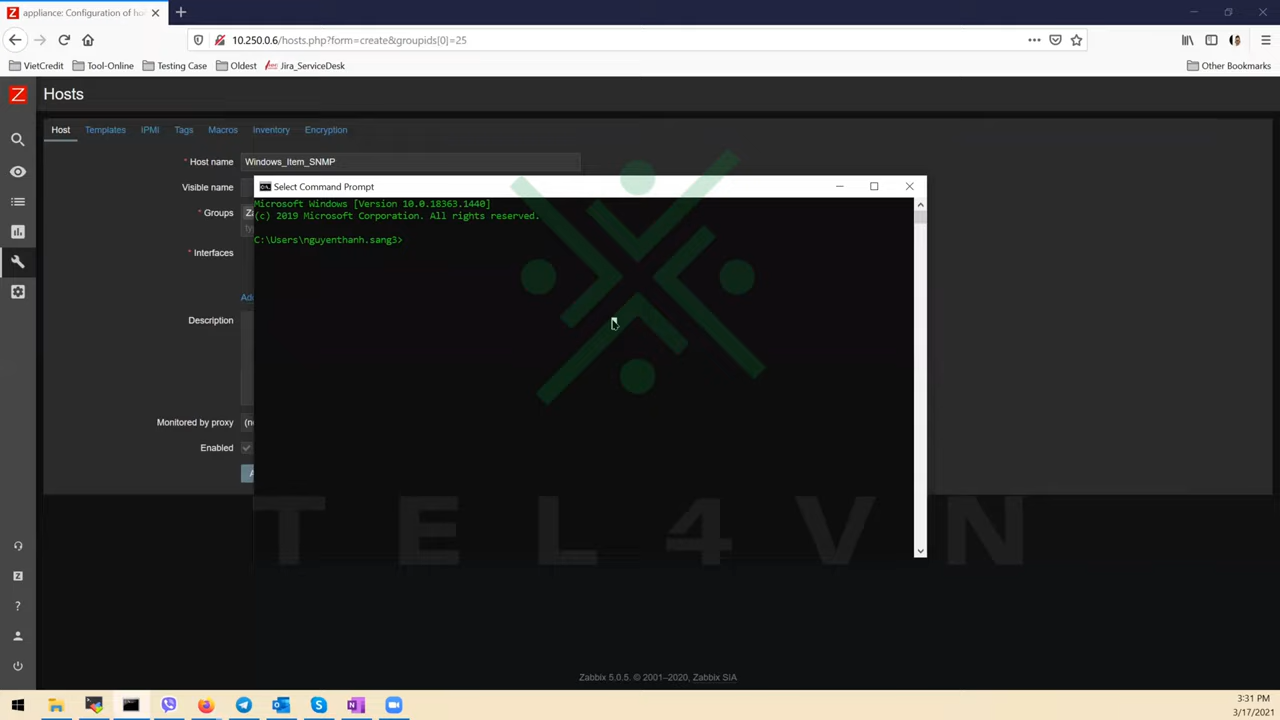 appliance: Configuration of ho
10.250.0.6/hosts.php?form=create&groupids[0]=25
VietCredit
Tool-Online
Testing Case
Oldest
Jira_ServiceDesk
Other Bookmarks
Z
Hosts
Host
Templates
IPMI
Tags
Macros
Inventory
Encryption
* Host name
Windows_Item_SNMP
Visible name
* Groups
* Interfaces
Description
Monitored by proxy
Enabled
Select Command Prompt
Microsoft Windows [Version 10.0.18363.1440]
(c) 2019 Microsoft Corporation. All rights reserved.
C:\Users\nguyenthanh.sang3>
TEL4VN
Zabbix 5.0.5. © 2001–2020, Zabbix SIA
3:31 PM
3/17/2021